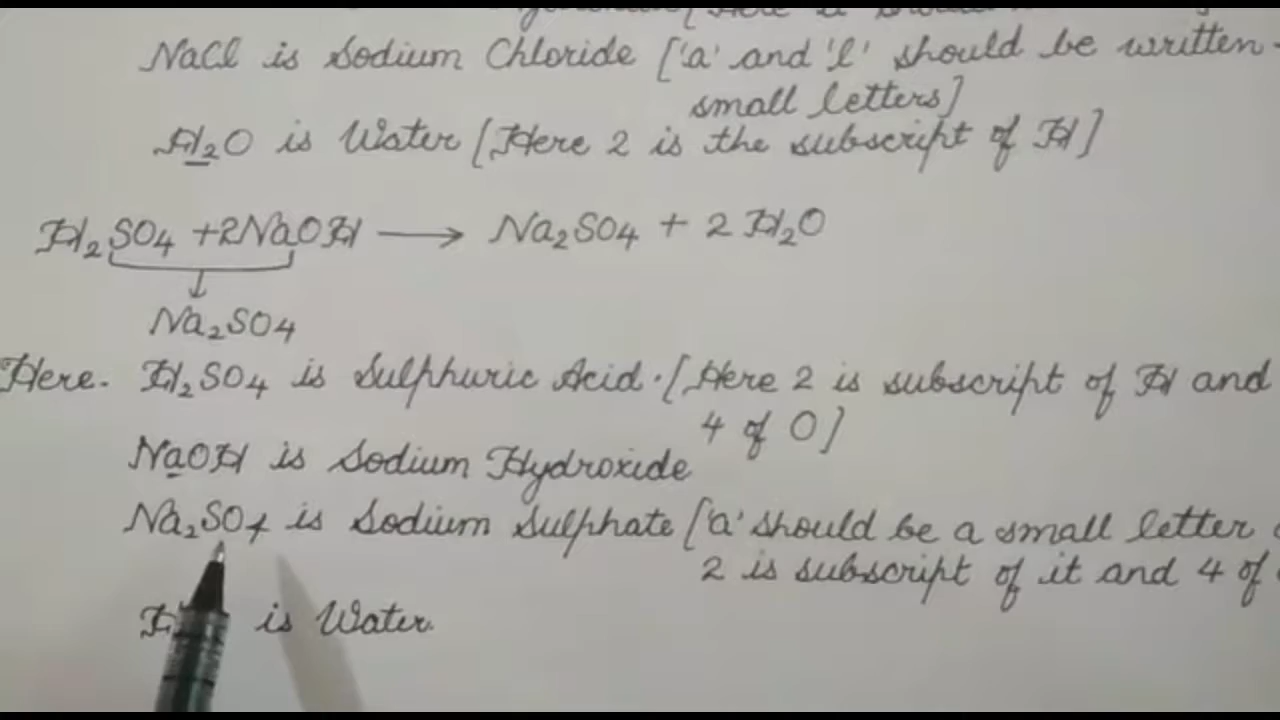 NaCl is Sodium Chloride ['a' and 'l' should be written
small letters]
H₂O is Water [Here 2 is the subscript of H]
H₂SO₄ + 2NaOH ⟶ Na₂SO₄ + 2H₂O
↓
Na₂SO₄
Here. H₂SO₄ is Sulphuric Acid. [Here 2 is subscript of H and
4 of O]
NaOH is Sodium Hydroxide
Na₂SO₄ is Sodium Sulphate ['a' should be a small letter
2 is subscript of it and 4 of
is Water.